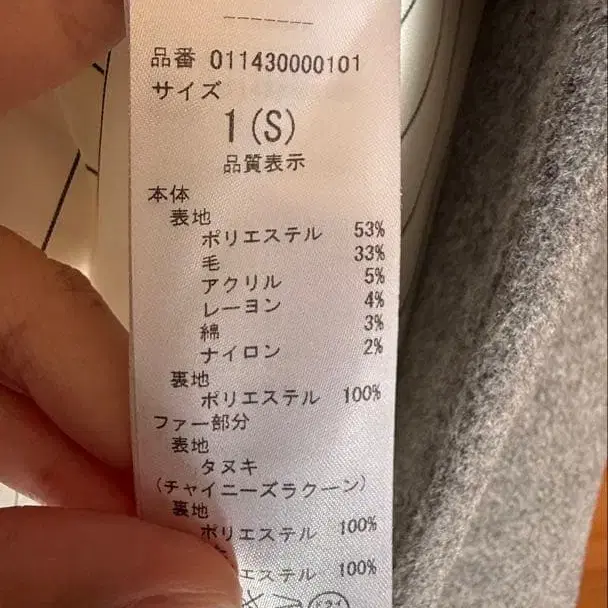 品番 011430000101
サイズ
1(S)
品質表示
本体
表地
ポリエステル 53%
毛 33%
アクリル 5%
レーヨン 4%
綿 3%
ナイロン 2%
裏地
ポリエステル 100%
ファー部分
表地
タヌキ
(チャイニーズラクーン)
裏地
ポリエステル 100%
エステル 100%